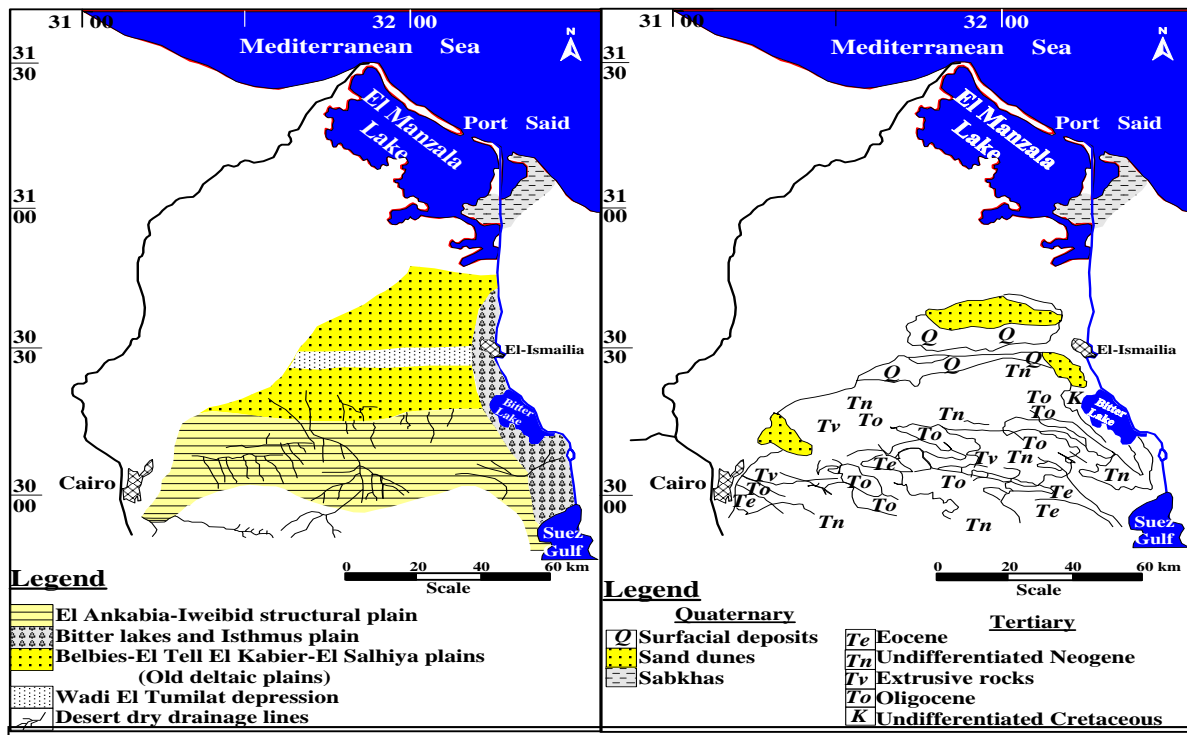 31 00
32 00
Mediterranean Sea
31
30
El Manzala
Lake
Port Said
31
00
30
30
El-Ismailia
Bitter
Lake
Cairo
30
00
Suez
Gulf
0 20 40 60 km
Scale
Legend
El Ankabia-Iweibid structural plain
Bitter lakes and Isthmus plain
Belbies-El Tell El Kabier-El Salhiya plains
(Old deltaic plains)
Wadi El Tumilat depression
Desert dry drainage lines
31 00
32 00
Mediterranean Sea
31
30
El Manzala
Lake
Port Said
31
00
30
30
Q Q
El-Ismailia
Q Q Q
Tn
To K
Bitter
Lake
Tn To
Tv To Tn
To To
Te Tv Tn Tn
Cairo
30
00
Tv
To To To Te
Te To Te
Tn Tn
Suez
Gulf
0 20 40 60 km
Scale
Legend
Quaternary
Q Surfacial deposits
Sand dunes
Sabkhas
Tertiary
Te Eocene
Tn Undifferentiated Neogene
Tv Extrusive rocks
To Oligocene
K Undifferentiated Cretaceous